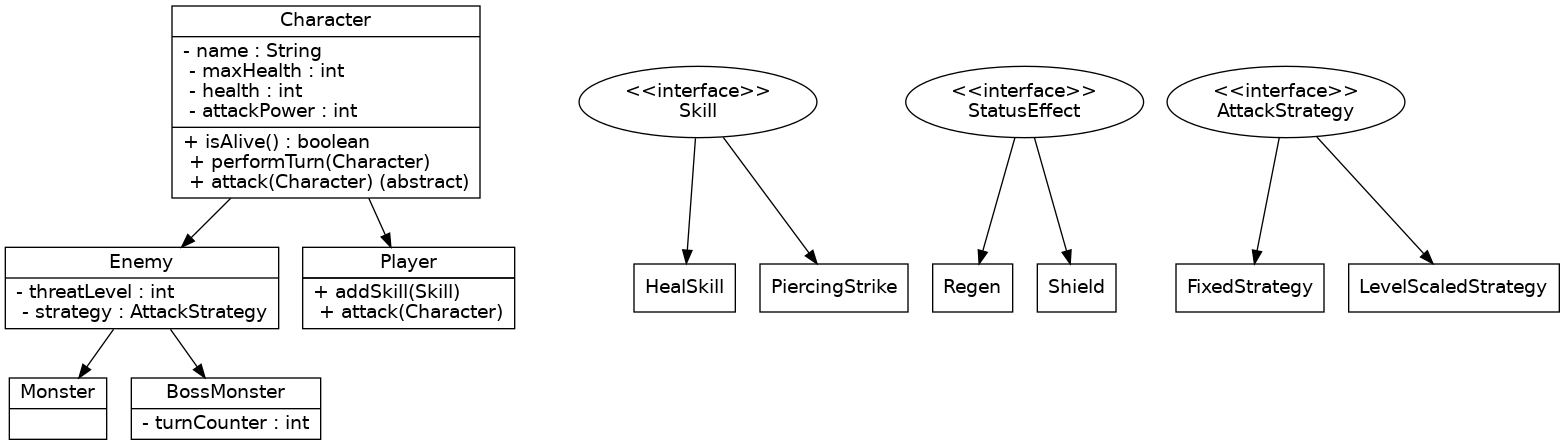 Character
- name : String
- maxHealth : int
- health : int
- attackPower : int
+ isAlive() : boolean
+ performTurn(Character)
+ attack(Character) (abstract)
<<interface>>
Skill
<<interface>>
StatusEffect
<<interface>>
AttackStrategy
Enemy
- threatLevel : int
- strategy : AttackStrategy
Player
+ addSkill(Skill)
+ attack(Character)
HealSkill
PiercingStrike
Regen
Shield
FixedStrategy
LevelScaledStrategy
Monster
BossMonster
- turnCounter : int